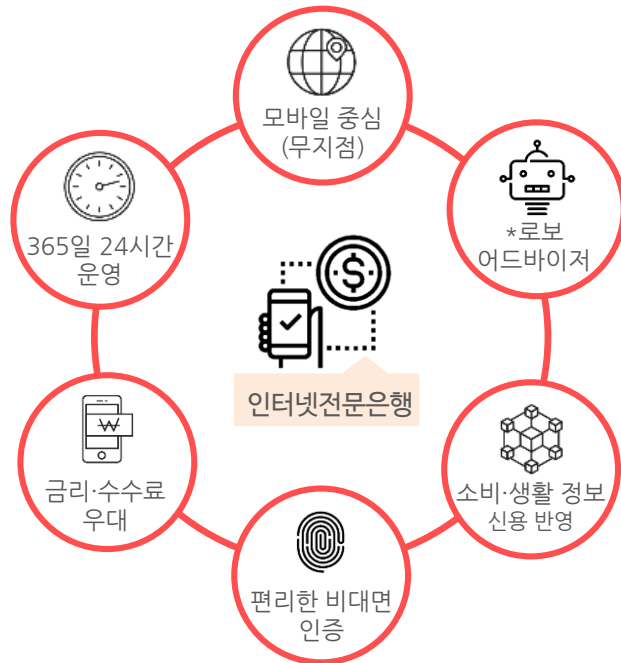 모바일 중심
(무지점)
*로보
어드바이저
365일 24시간
운영
인터넷전문은행
금리·수수료
우대
소비·생활 정보
신용 반영
편리한 비대면
인증